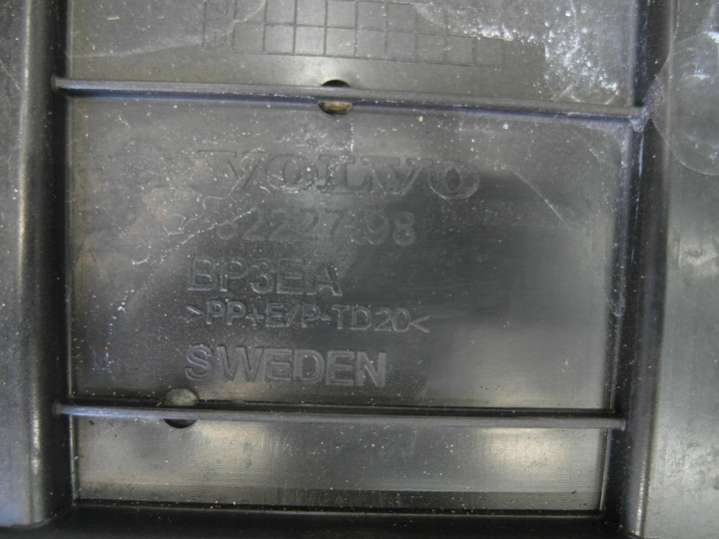 VOLVO
8222798
BP3EA
>PP+E/P-TD20<
SWEDEN